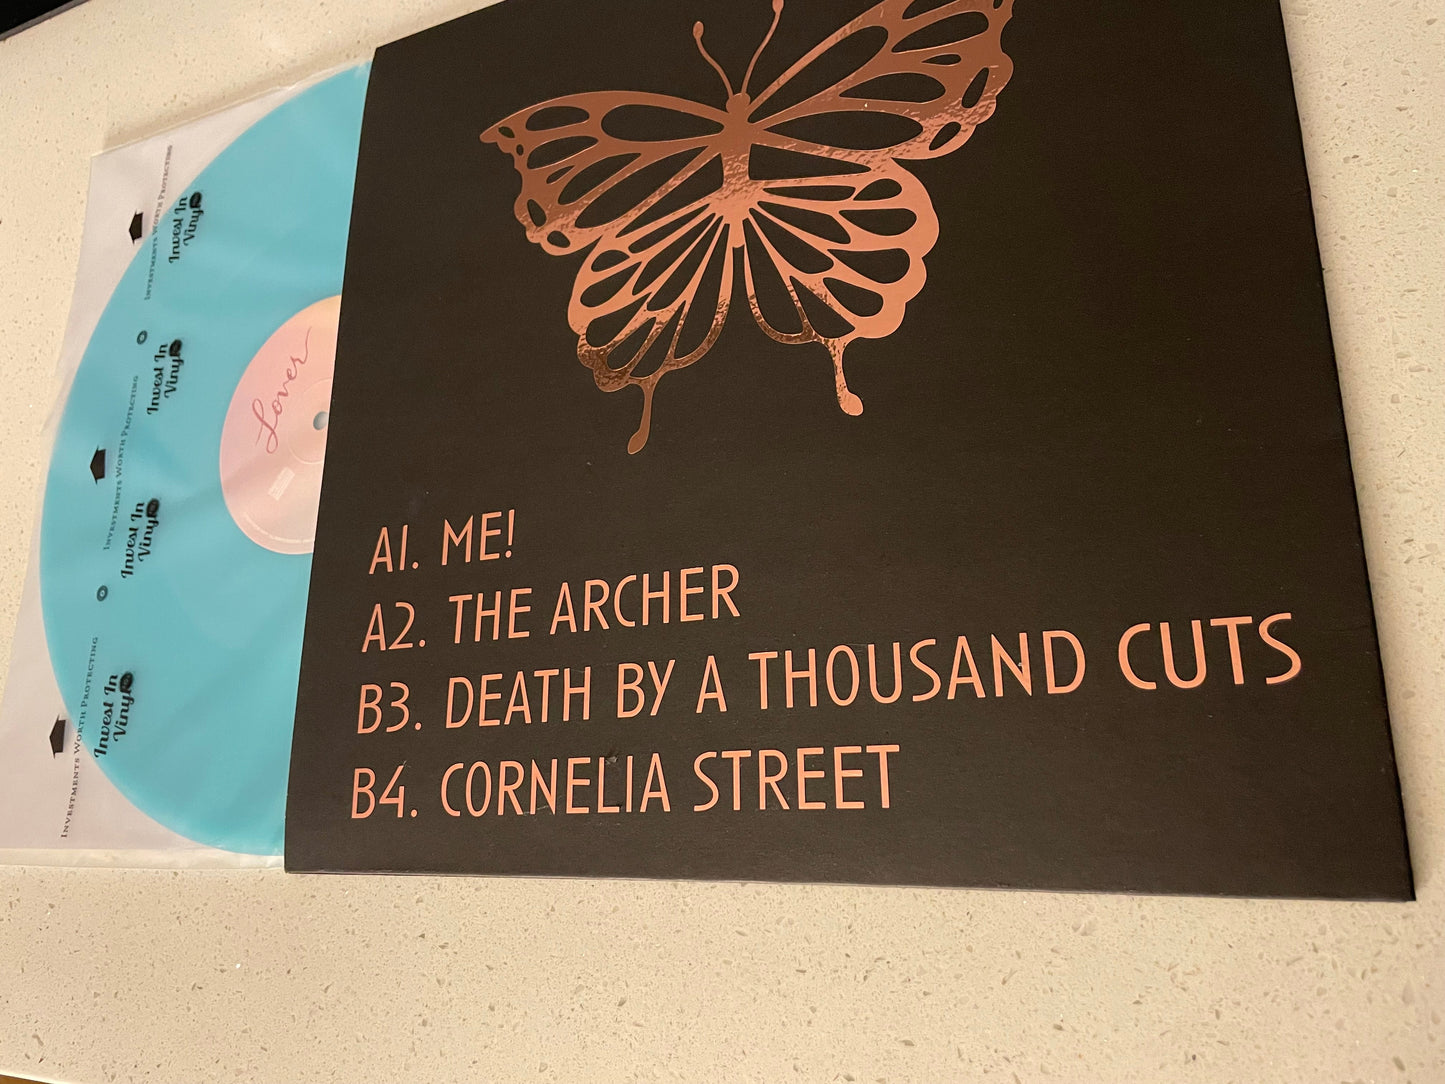 A1. ME!
A2. THE ARCHER
B3. DEATH BY A THOUSAND CUTS
B4. CORNELIA STREET
Lover
Invest In
Vinyl
Invest In
Vinyl
Invest In
Vinyl
Invest In
Vinyl
INVESTMENTS WORTH PROTECTING
INVESTMENTS WORTH PROTECTING
INVESTMENTS WORTH PROTECTING